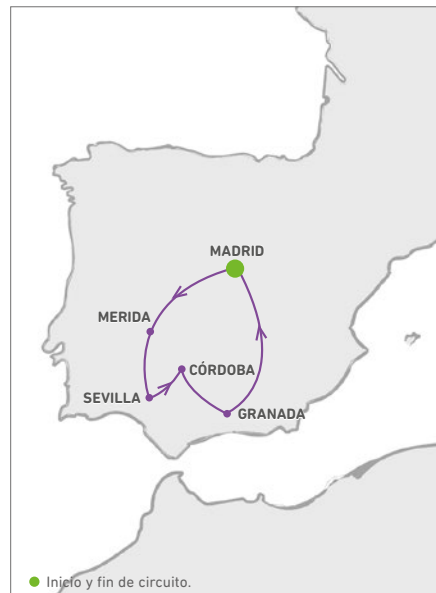 MADRID
MERIDA
CÓRDOBA
SEVILLA
GRANADA
Inicio y fin de circuito.